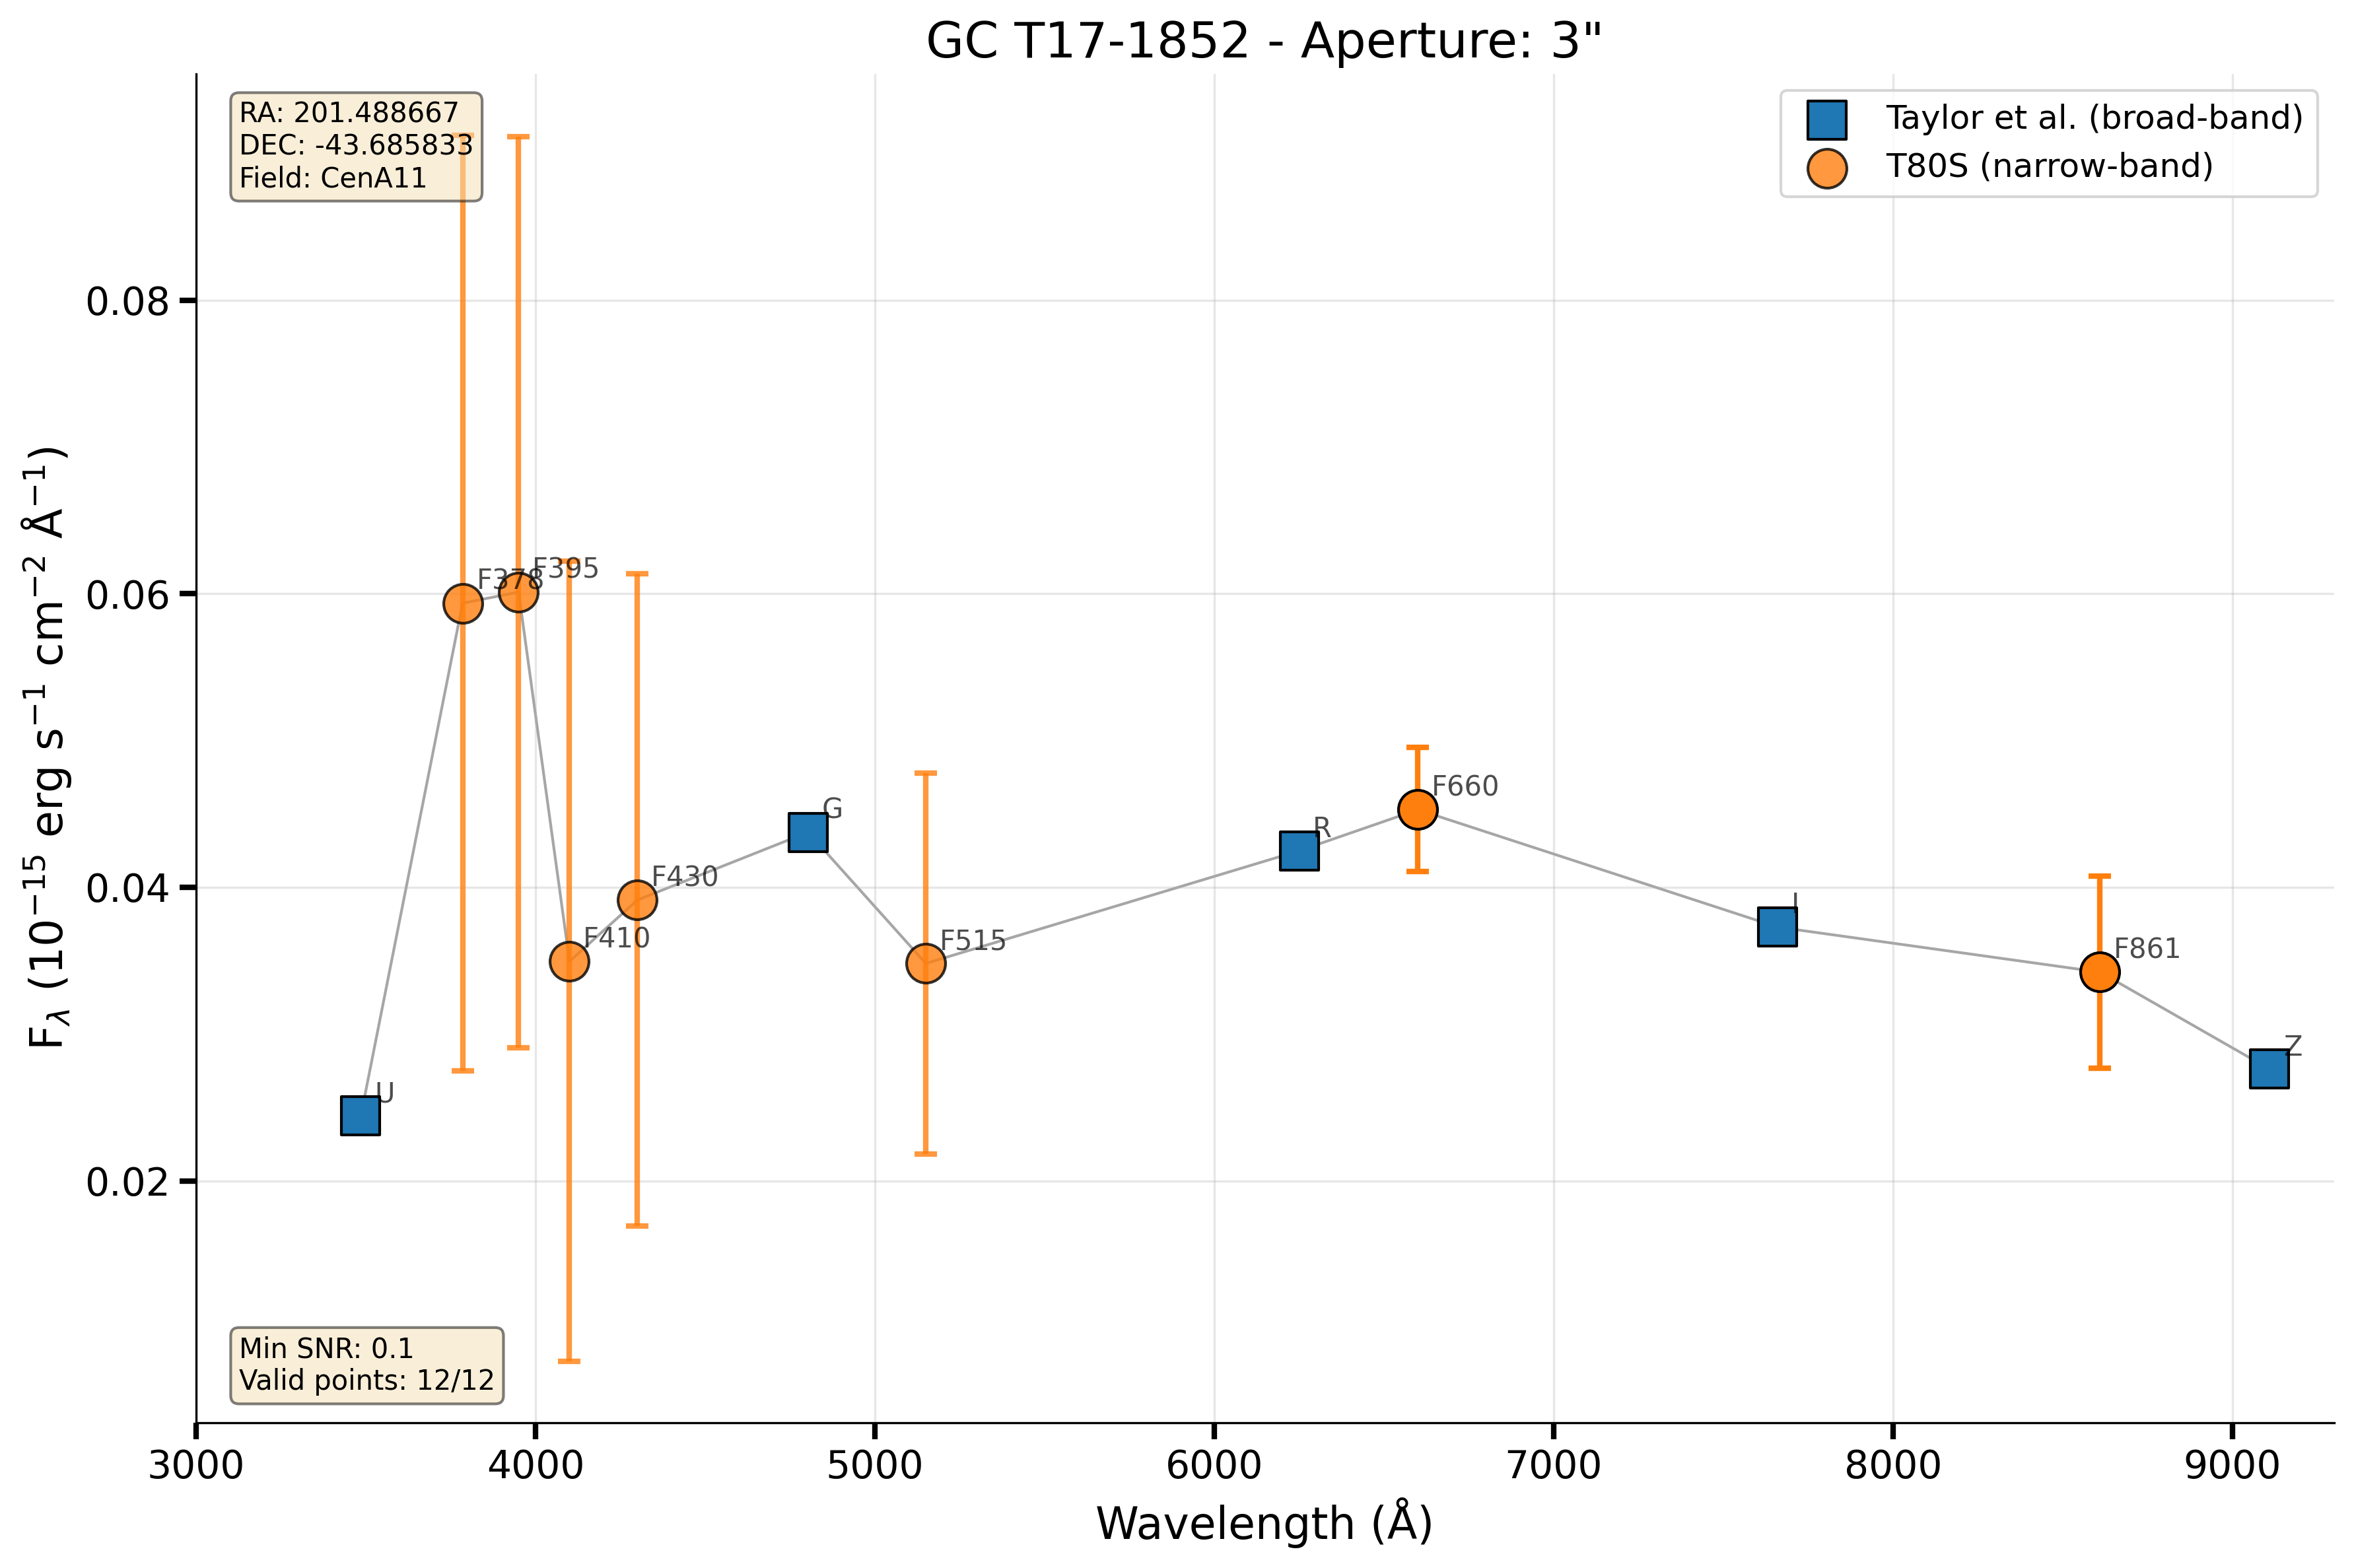 GC T17-1852 - Aperture: 3"
RA: 201.488667
DEC: -43.685833
Field: CenA11
Taylor et al. (broad-band)
T80S (narrow-band)
0.08
0.06
0.04
0.02
F378
F395
F410
F430
F515
F660
F861
U
G
R
I
Z
Min SNR: 0.1
Valid points: 12/12
3000 4000 5000 6000 7000 8000 9000
Wavelength (Å)
Fλ (10⁻¹⁵ erg s⁻¹ cm⁻² Å⁻¹)